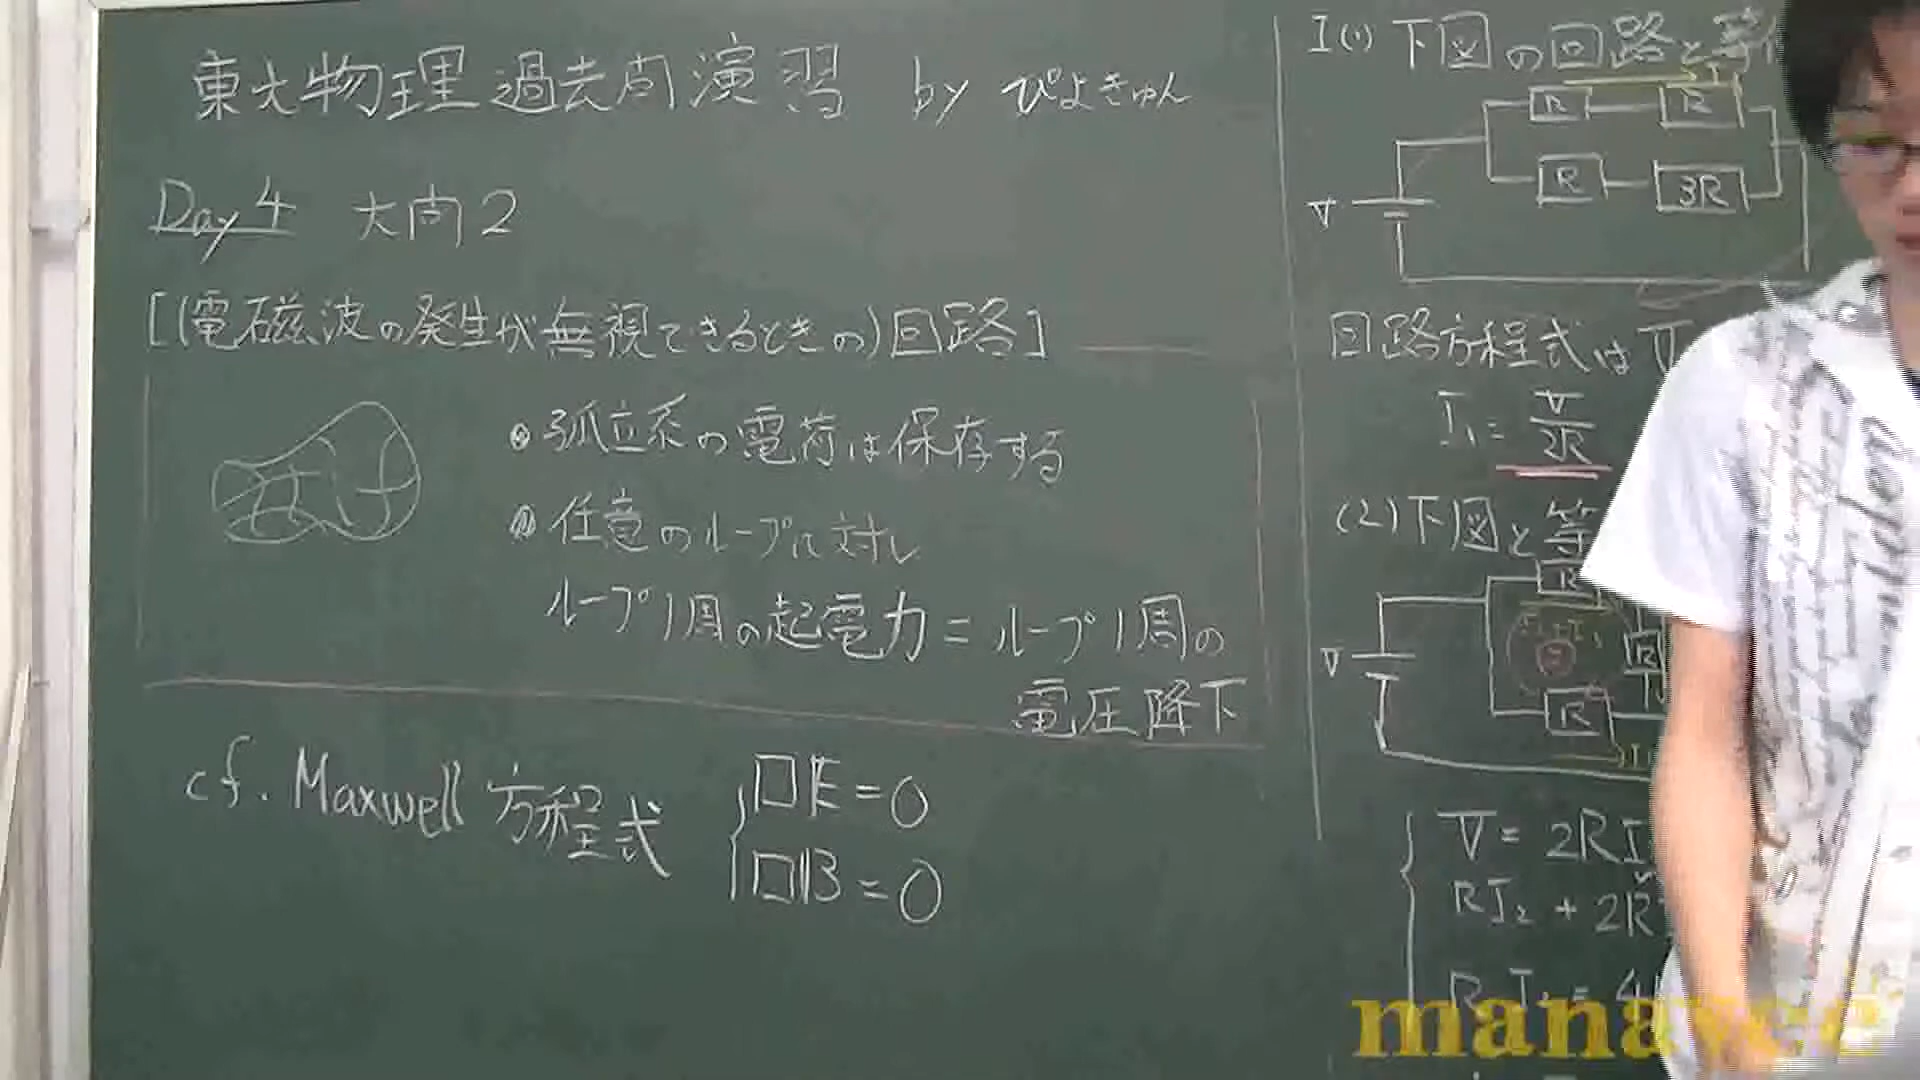 東大物理過去問演習 by ぴよきゅん
Day 4 大問2
[(電磁波の発生が無視できるときの)回路]
・孤立系の電荷は保存する
・任意のループに対し
ループ1周の起電力 = ループ1周の
電圧降下
cf. Maxwell 方程式
□E = 0
□B = 0
I(1) 下図の回路と等
R R
R 3R
V
回路方程式は V
I₁ = V/2R
(2) 下図と等
R
V
R
R
V = 2RI
RI₂ + 2R
manavee